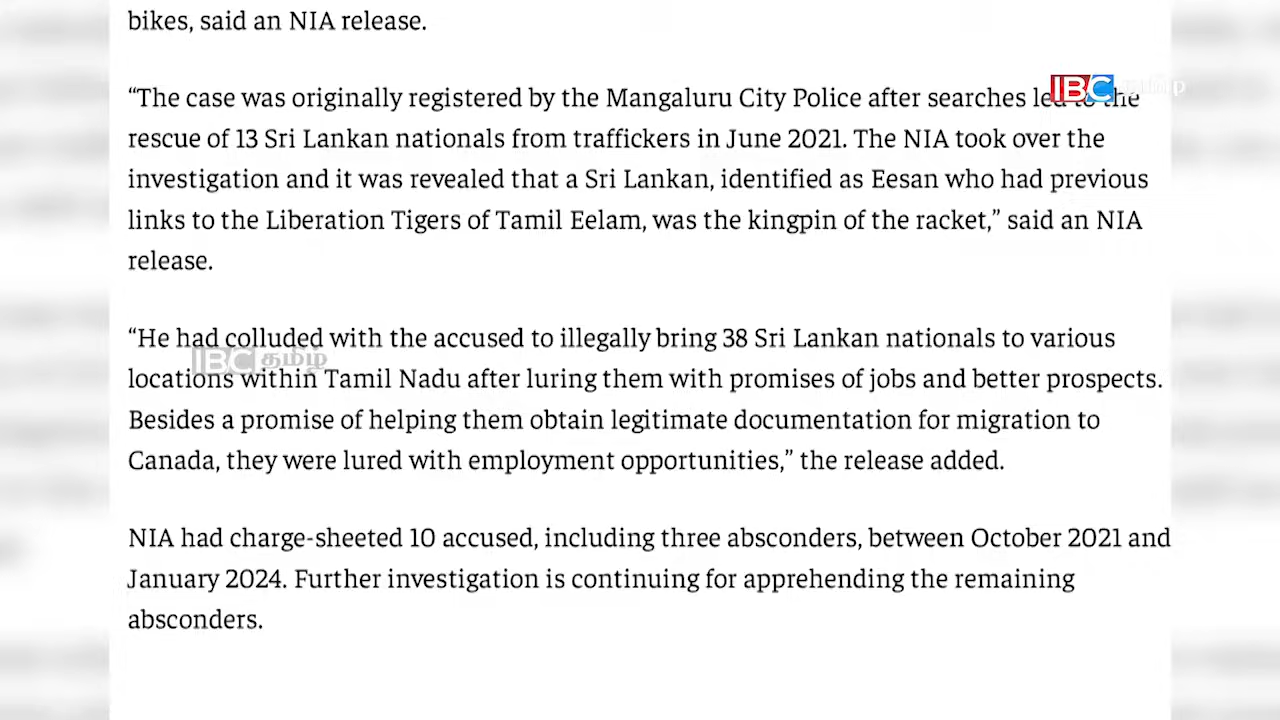 bikes, said an NIA release.
IBC தமிழ்
“The case was originally registered by the Mangaluru City Police after searches led to the
rescue of 13 Sri Lankan nationals from traffickers in June 2021. The NIA took over the
investigation and it was revealed that a Sri Lankan, identified as Eesan who had previous
links to the Liberation Tigers of Tamil Eelam, was the kingpin of the racket,” said an NIA
release.
“He had colluded with the accused to illegally bring 38 Sri Lankan nationals to various
IBC தமிழ்
locations within Tamil Nadu after luring them with promises of jobs and better prospects.
Besides a promise of helping them obtain legitimate documentation for migration to
Canada, they were lured with employment opportunities,” the release added.
NIA had charge-sheeted 10 accused, including three absconders, between October 2021 and
January 2024. Further investigation is continuing for apprehending the remaining
absconders.